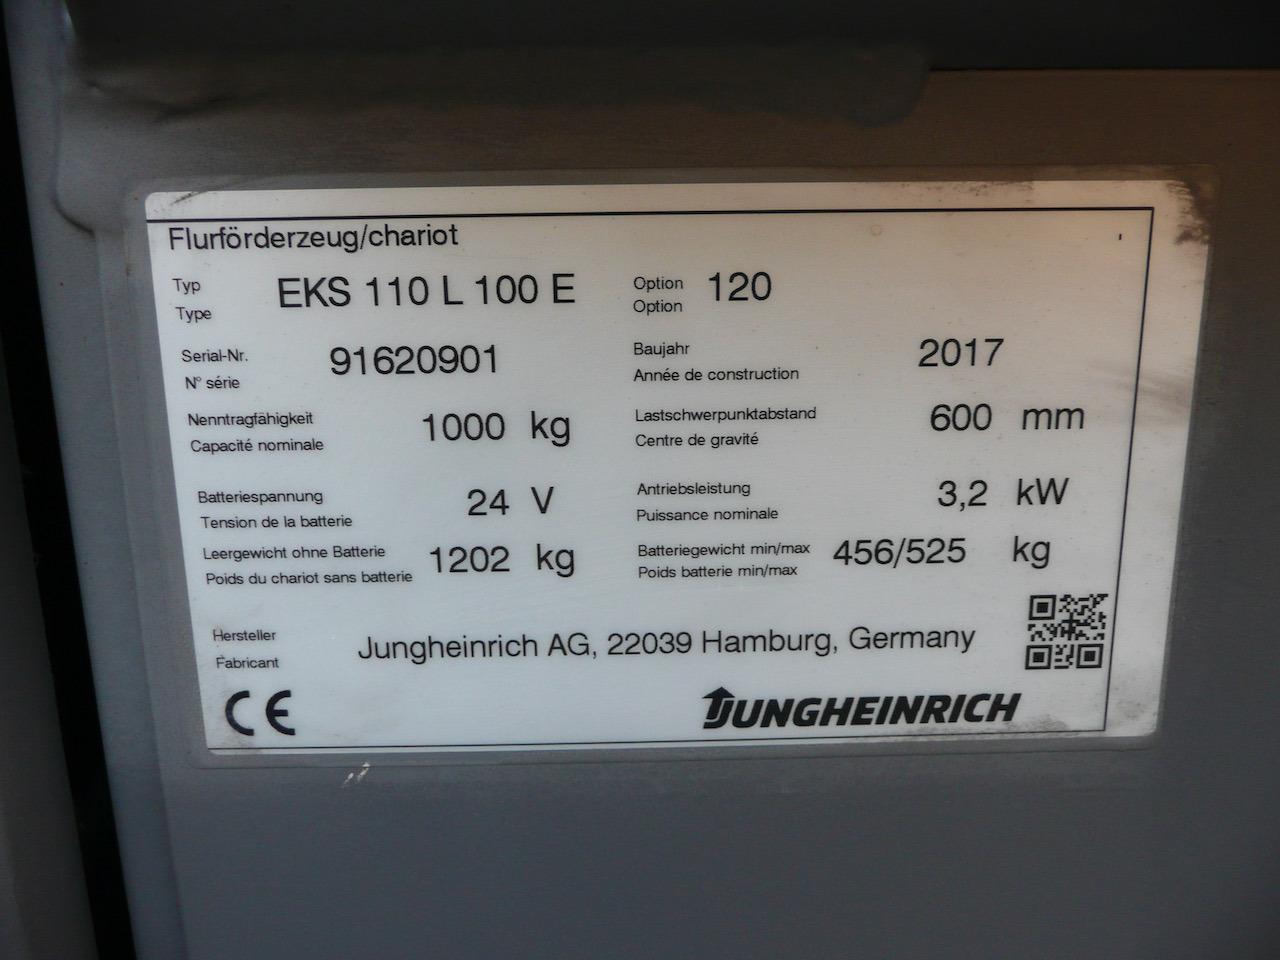 Flurförderzeug/chariot
Typ
Type
EKS 110 L 100 E
Option
Option
120
Serial-Nr.
N° série
91620901
Baujahr
Année de construction
2017
Nenntragfähigkeit
Capacité nominale
1000 kg
Lastschwerpunktabstand
Centre de gravité
600 mm
Batteriespannung
Tension de la batterie
24 V
Antriebsleistung
Puissance nominale
3,2 kW
Leergewicht ohne Batterie
Poids du chariot sans batterie
1202 kg
Batteriegewicht min/max
Poids batterie min/max
456/525 kg
Hersteller
Fabricant
Jungheinrich AG, 22039 Hamburg, Germany
CE
JUNGHEINRICH